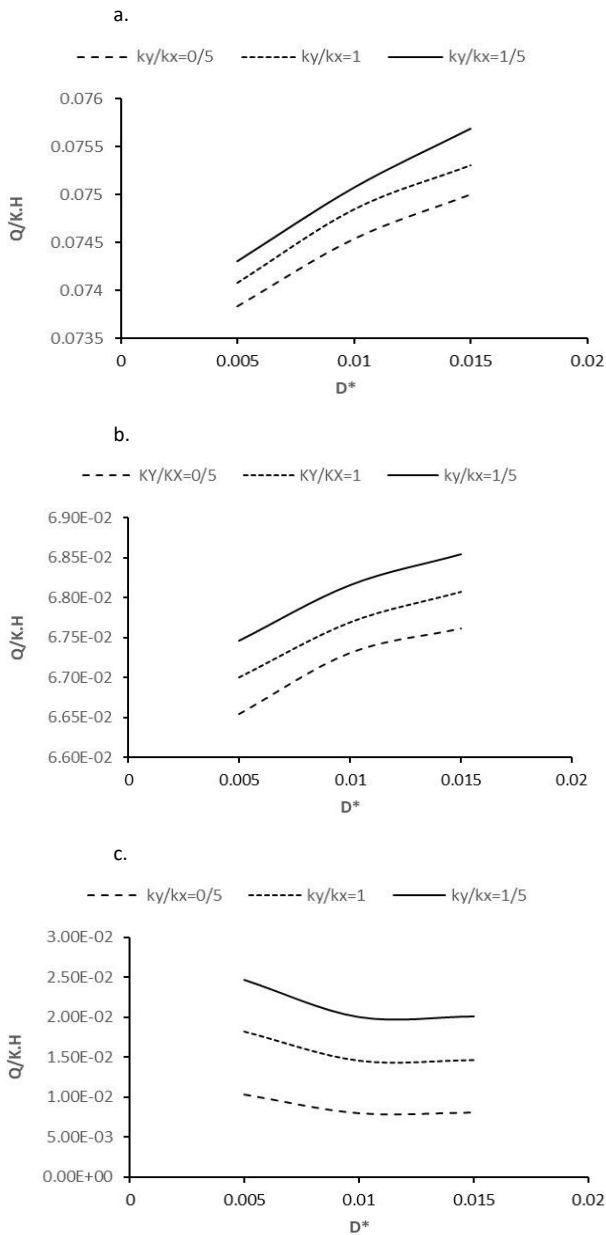 a.
ky/kx=0/5 ky/kx=1 ky/kx=1/5
0.076
0.0755
0.075
0.0745
0.074
0.0735
Q/K.H
0 0.005 0.01 0.015 0.02
D*
b.
KY/KX=0/5 KY/KX=1 ky/kx=1/5
6.90E-02
6.85E-02
6.80E-02
6.75E-02
6.70E-02
6.65E-02
6.60E-02
Q/K.H
0 0.005 0.01 0.015 0.02
D*
c.
ky/kx=0/5 ky/kx=1 ky/kx=1/5
3.00E-02
2.50E-02
2.00E-02
1.50E-02
1.00E-02
5.00E-03
0.00E+00
Q/K.H
0 0.005 0.01 0.015 0.02
D*